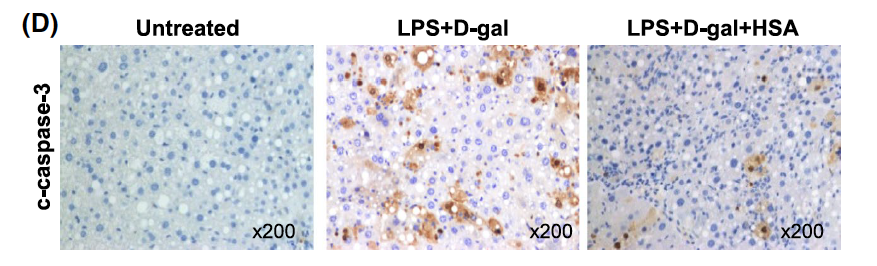 (D)
Untreated LPS+D-gal LPS+D-gal+HSA
c-caspase-3
x200 x200 x200